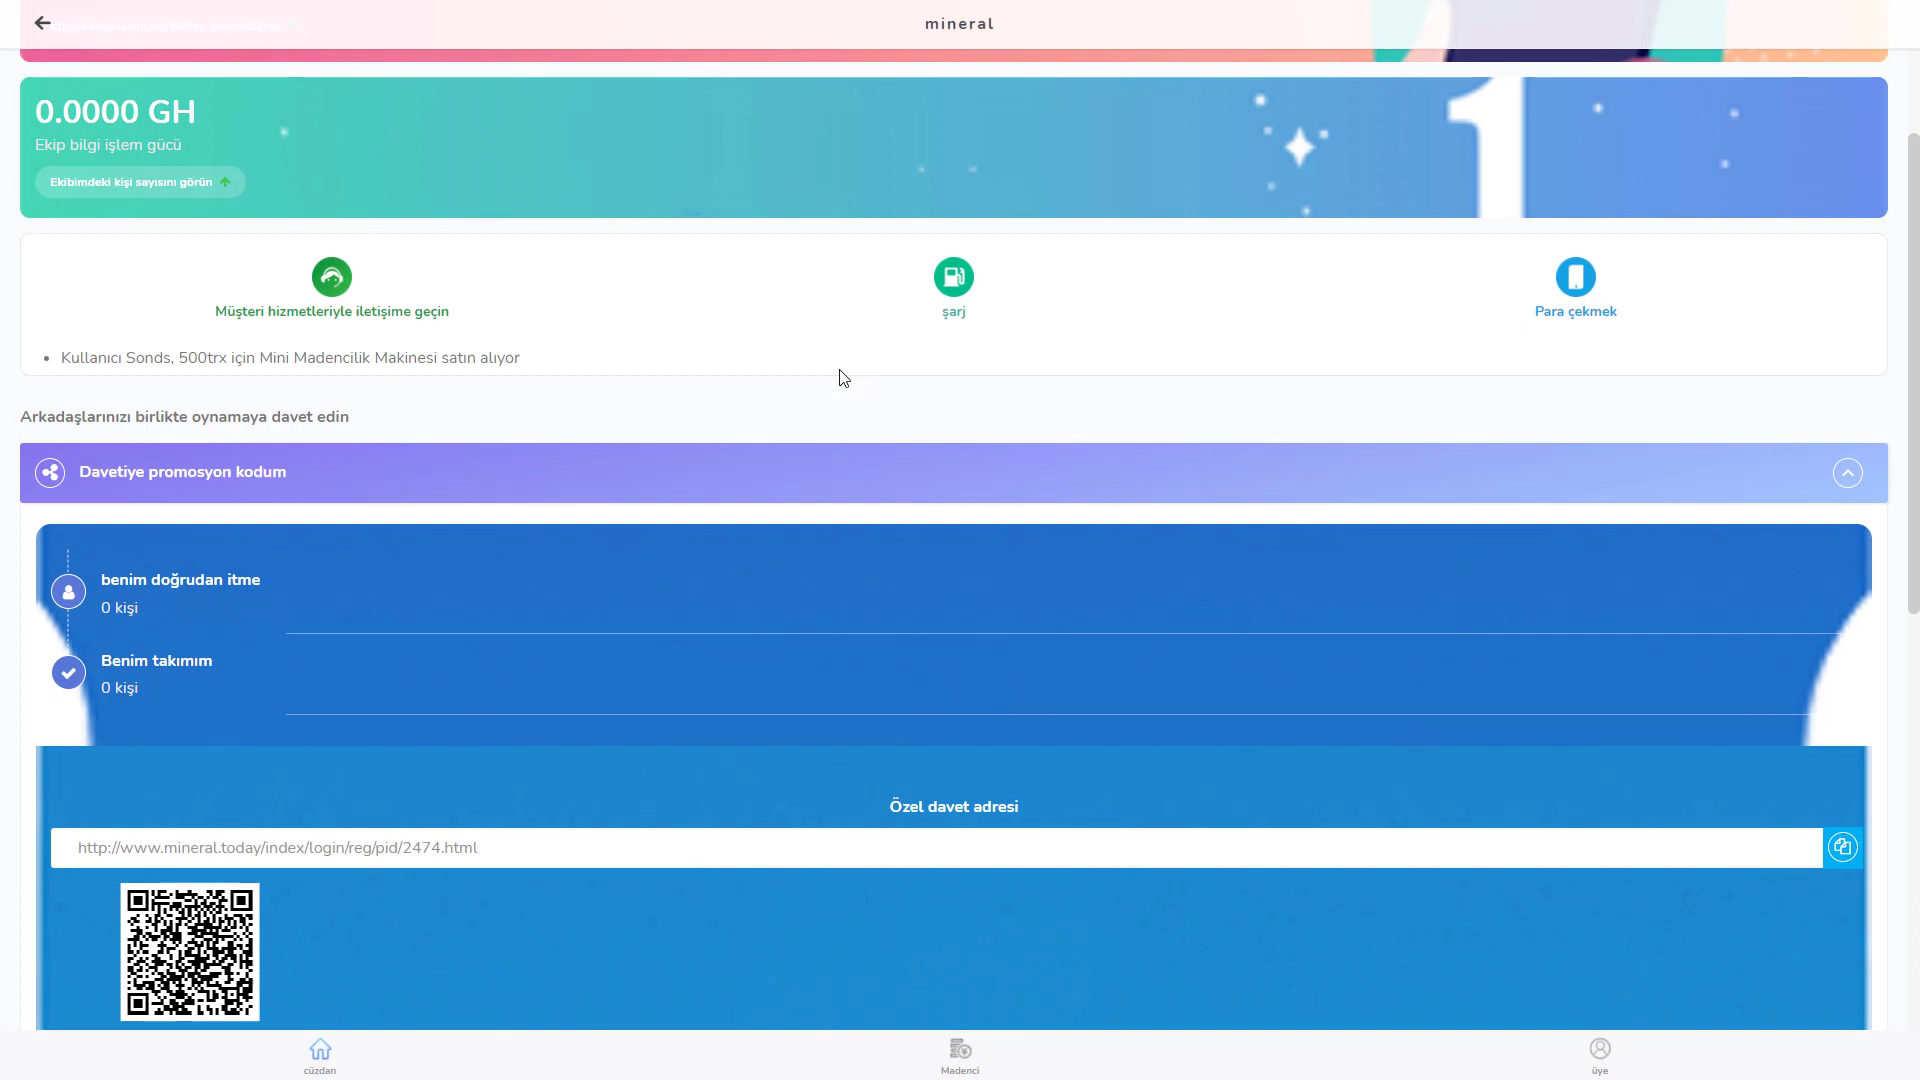 mineral
0.0000 GH
Ekip bilgi işlem gücü
Ekibimdeki kişi sayısını görün
Müşteri hizmetleriyle iletişime geçin
şarj
Para çekmek
Kullanıcı Sonds, 500trx için Mini Madencilik Makinesi satın alıyor
Arkadaşlarınızı birlikte oynamaya davet edin
Davetiye promosyon kodum
benim doğrudan itme
0 kişi
Benim takımım
0 kişi
Özel davet adresi
http://www.mineral.today/index/login/reg/pid/2474.html
cüzdan
Madenci
üye